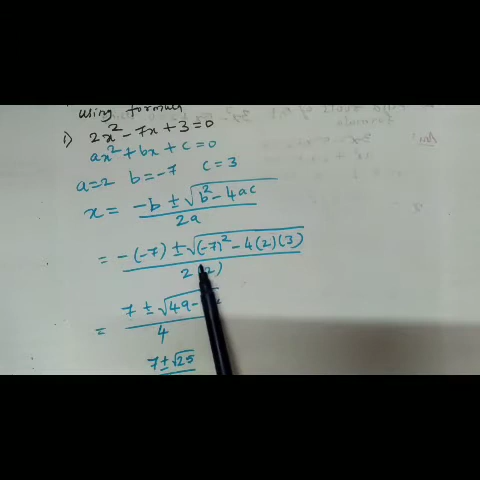 using formula
i) 2x² - 7x + 3 = 0
ax² + bx + c = 0
a=2 b=-7 c=3
x = (-b ± √(b² - 4ac)) / 2a
= (-(-7) ± √((-7)² - 4(2)(3))) / 2(2)
= (7 ± √(49-
4
7±√25